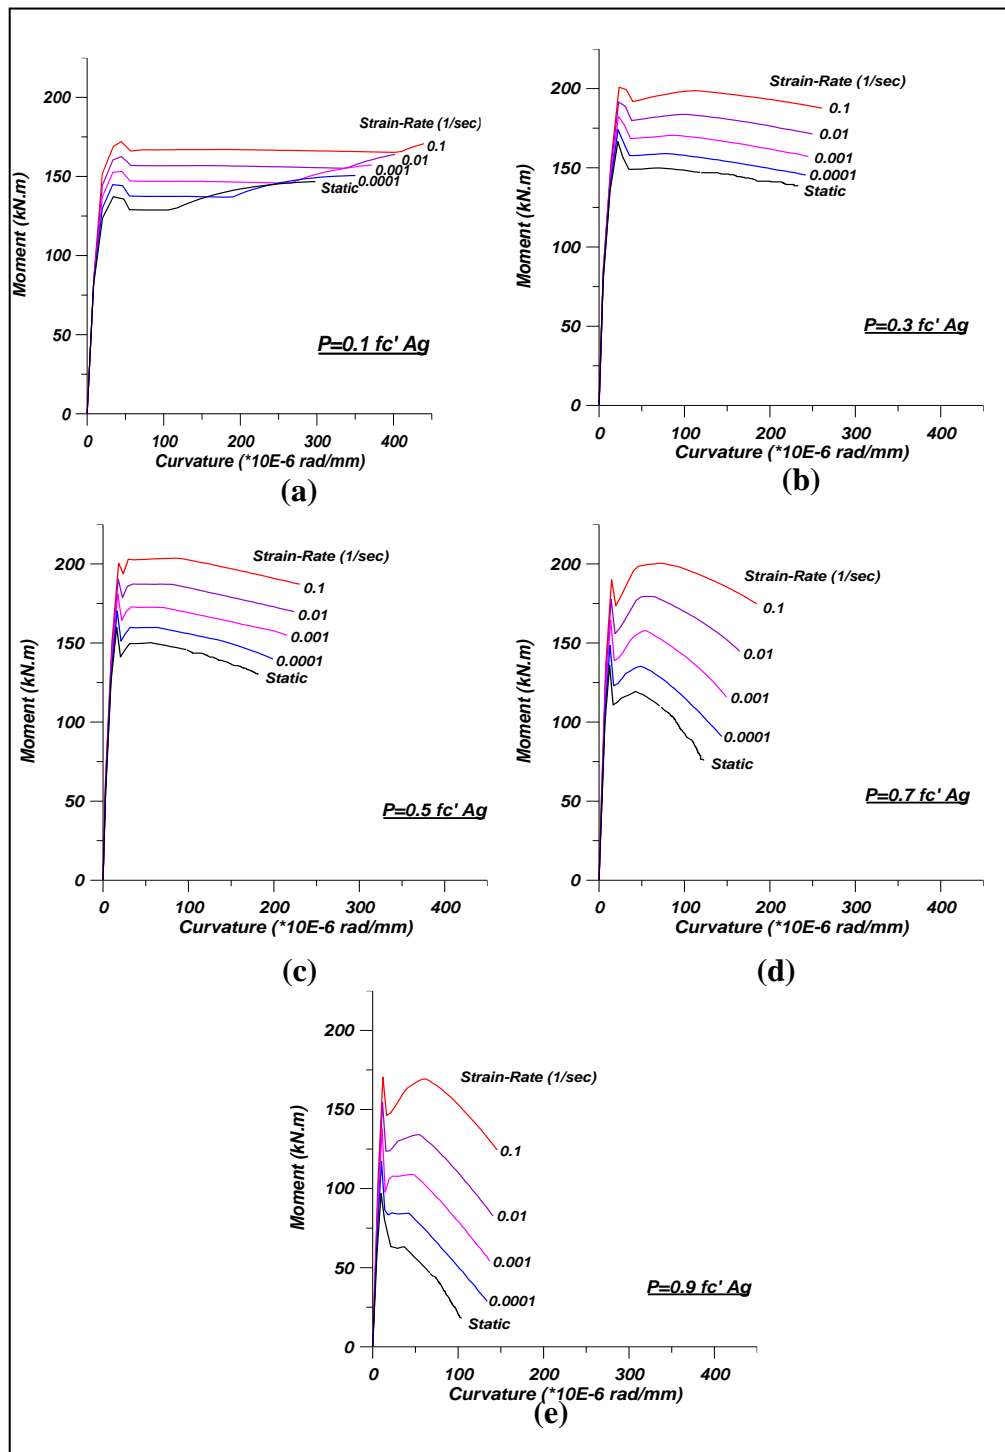 200
150
100
50
0
Moment (kN.m)
0 100 200 300 400
Curvature (*10E-6 rad/mm)
Strain-Rate (1/sec)
0.1
0.01
0.001
0.0001
Static
P=0.1 fc' Ag
(a)
200
150
100
50
0
Moment (kN.m)
0 100 200 300 400
Curvature (*10E-6 rad/mm)
Strain-Rate (1/sec)
0.1
0.01
0.001
0.0001
Static
P=0.3 fc' Ag
(b)
200
150
100
50
0
Moment (kN.m)
0 100 200 300 400
Curvature (*10E-6 rad/mm)
Strain-Rate (1/sec)
0.1
0.01
0.001
0.0001
Static
P=0.5 fc' Ag
(c)
200
150
100
50
0
Moment (kN.m)
0 100 200 300 400
Curvature (*10E-6 rad/mm)
Strain-Rate (1/sec)
0.1
0.01
0.001
0.0001
Static
P=0.7 fc' Ag
(d)
200
150
100
50
0
Moment (kN.m)
0 100 200 300 400
Curvature (*10E-6 rad/mm)
Strain-Rate (1/sec)
0.1
0.01
0.001
0.0001
Static
P=0.9 fc' Ag
(e)